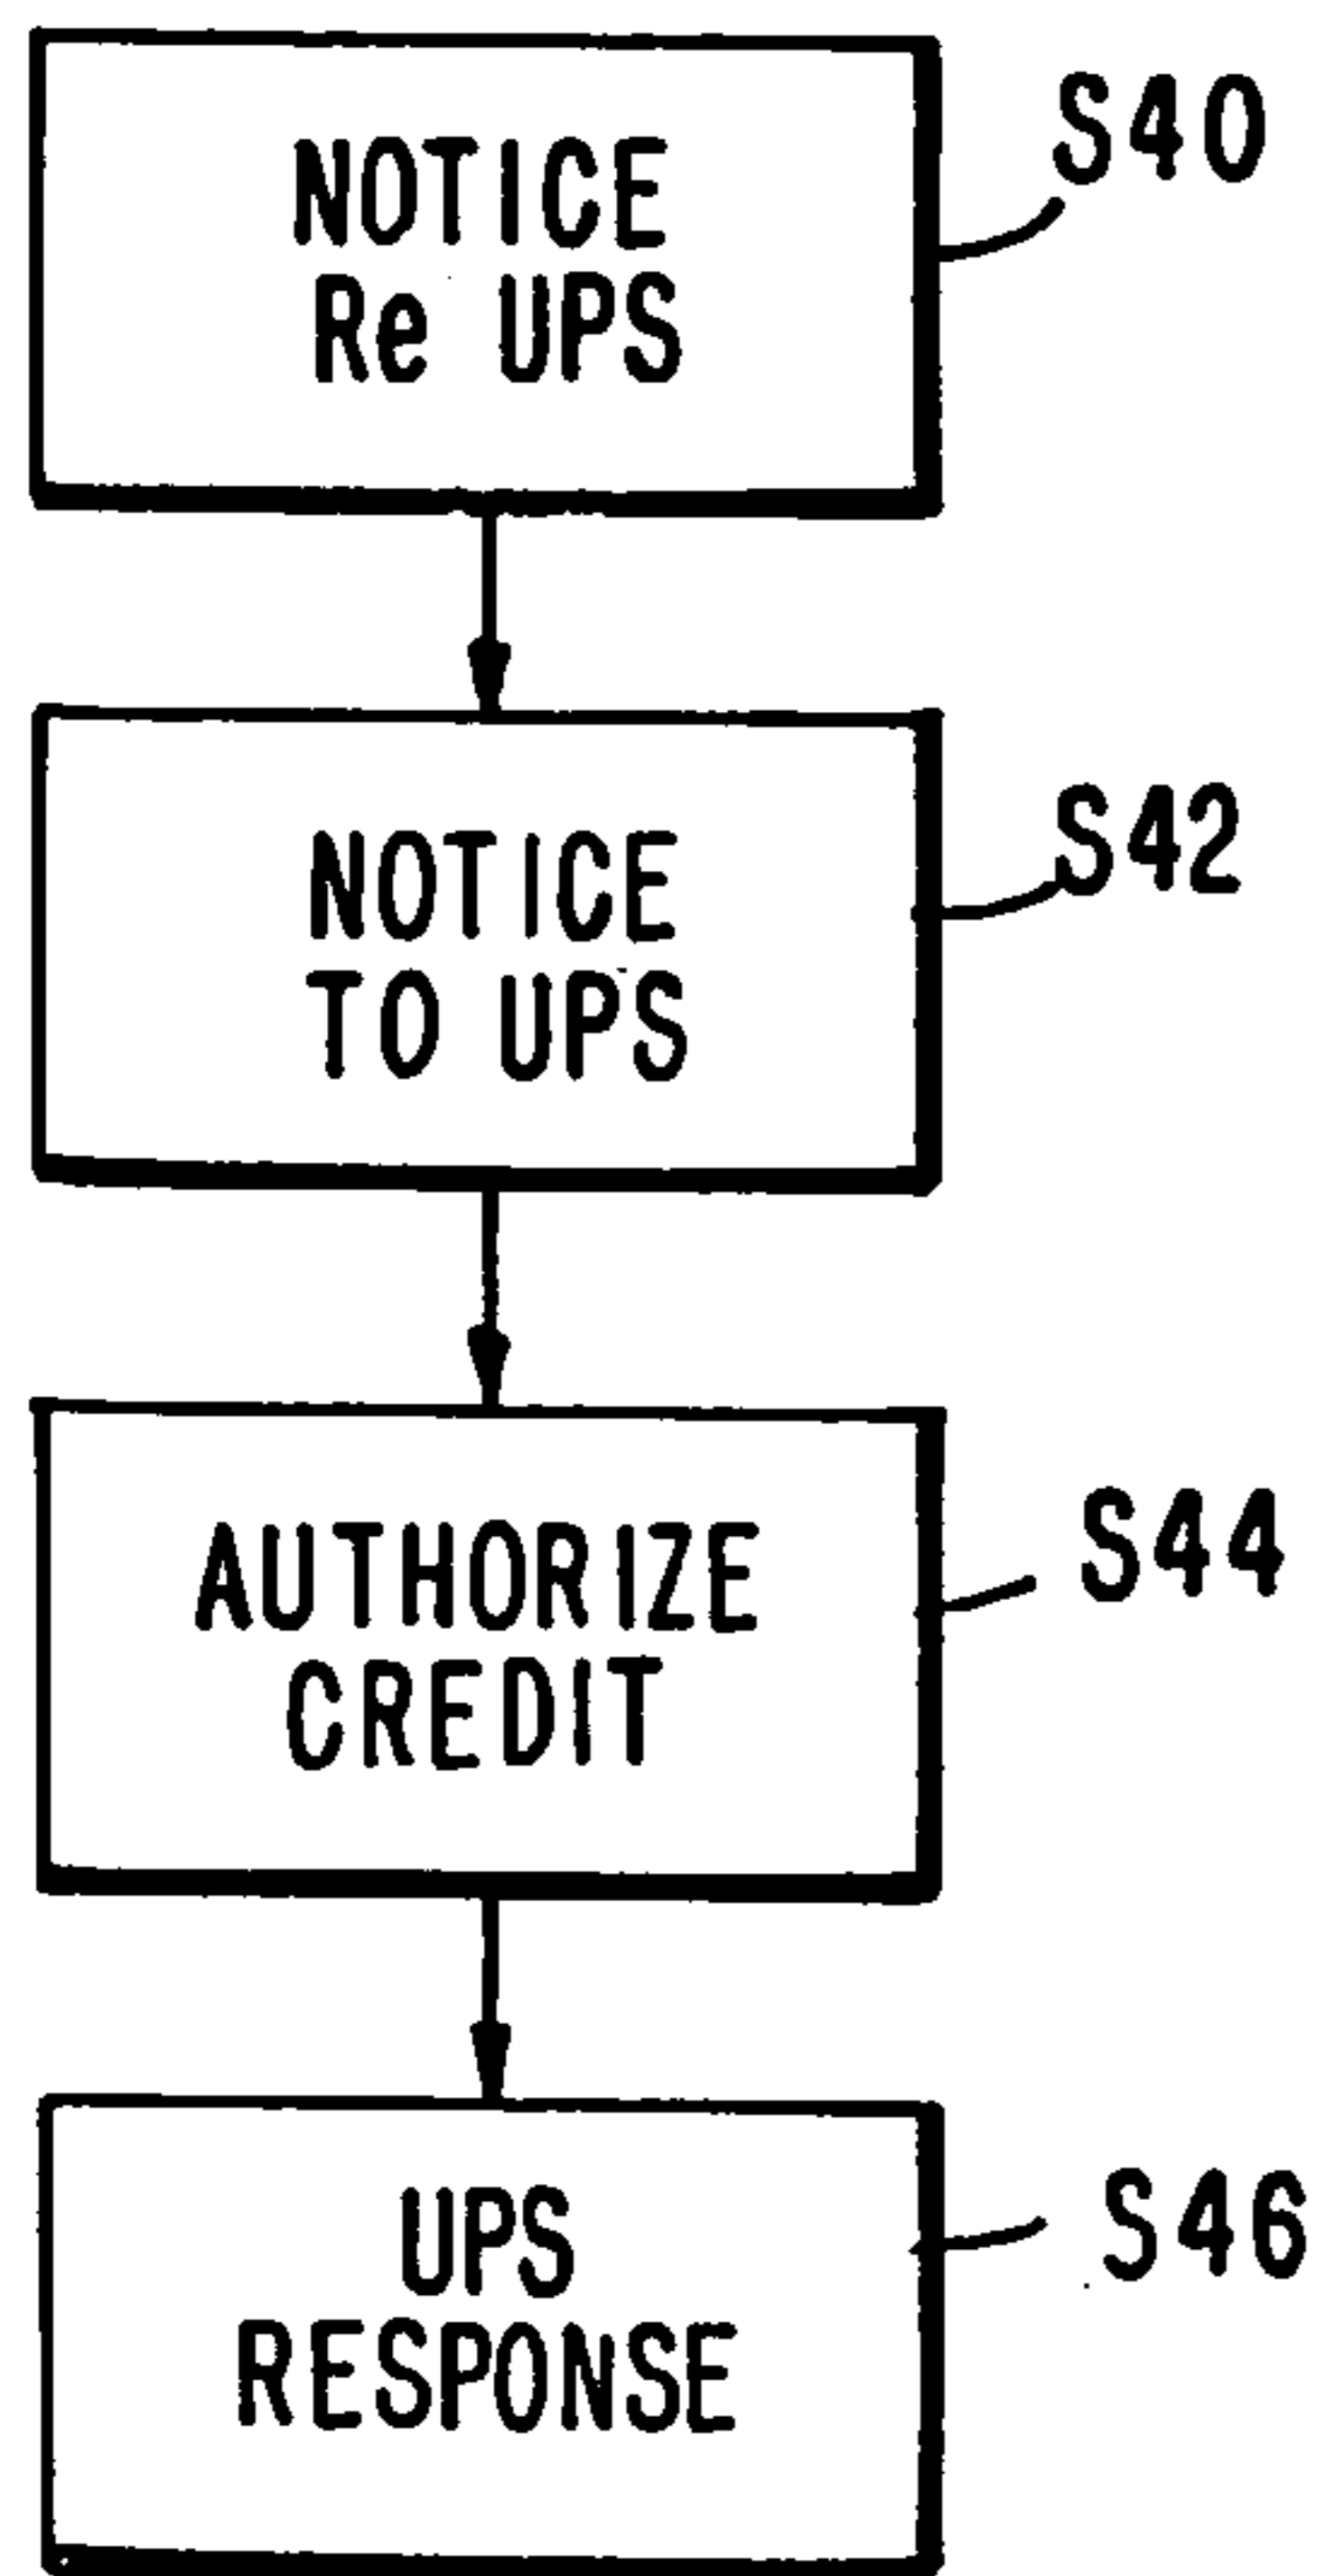 NOTICE
Re UPS
S40
NOTICE
TO UPS
S42
AUTHORIZE
CREDIT
S44
UPS
RESPONSE
S46